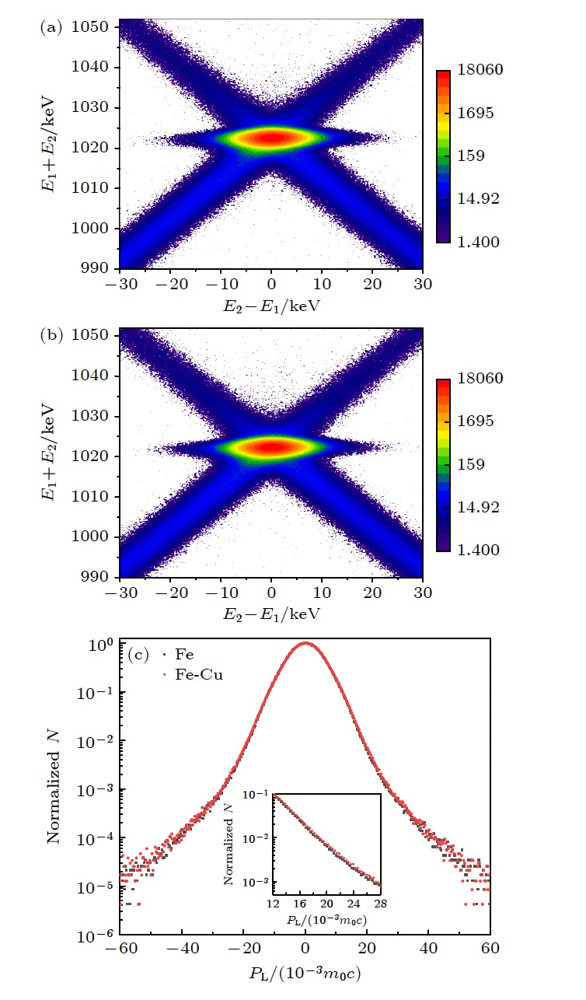 (a)
1050
1040
1030
1020
1010
1000
990
E₁+E₂/keV
−30 −20 −10 0 10 20 30
E₂−E₁/keV
18060
1695
159
14.92
1.400
(b)
1050
1040
1030
1020
1010
1000
990
E₁+E₂/keV
−30 −20 −10 0 10 20 30
E₂−E₁/keV
18060
1695
159
14.92
1.400
(c)
Fe
Fe-Cu
10⁰
10⁻¹
10⁻²
10⁻³
10⁻⁴
10⁻⁵
10⁻⁶
Normalized N
10⁻¹
10⁻²
10⁻³
Normalized N
12 16 20 24 28
P_L/(10⁻³m₀c)
−60 −40 −20 0 20 40 60
P_L/(10⁻³m₀c)